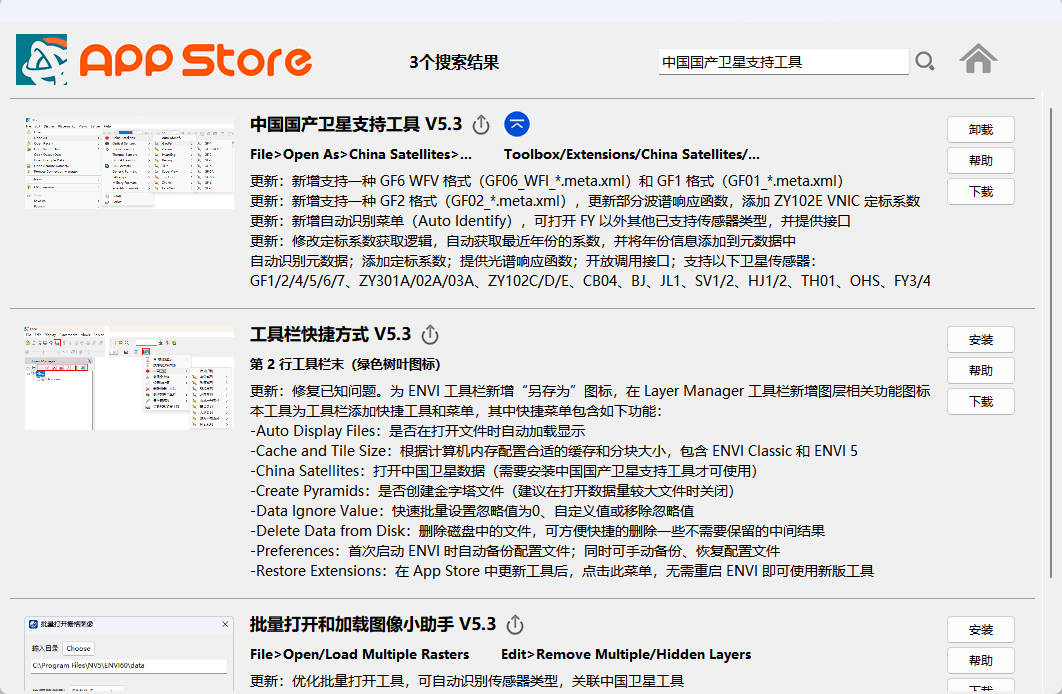 APP Store
3个搜索结果
中国国产卫星支持工具
中国国产卫星支持工具 V5.3
File>Open As>China Satellites>... Toolbox/Extensions/China Satellites/...
更新：新增支持一种 GF6 WFV 格式（GF06_WFI_*.meta.xml）和 GF1 格式（GF01_*.meta.xml）
更新：新增支持一种 GF2 格式（GF02_*.meta.xml），更新部分波谱响应函数，添加 ZY102E VNIC 定标系数
更新：新增自动识别菜单（Auto Identify），可打开 FY 以外其他已支持传感器类型，并提供接口
更新：修改定标系数获取逻辑，自动获取最近年份的系数，并将年份信息添加到元数据中
自动识别元数据；添加定标系数；提供光谱响应函数；开放调用接口；支持以下卫星传感器：
GF1/2/4/5/6/7、ZY301A/02A/03A、ZY102C/D/E、CB04、BJ、JL1、SV1/2、HJ1/2、TH01、OHS、FY3/4
卸载
帮助
下载
工具栏快捷方式 V5.3
第 2 行工具栏末（绿色树叶图标）
更新：修复已知问题。为 ENVI 工具栏新增“另存为”图标，在 Layer Manager 工具栏新增图层相关功能图标
本工具为工具栏添加快捷工具和菜单，其中快捷菜单包含如下功能：
-Auto Display Files：是否在打开文件时自动加载显示
-Cache and Tile Size：根据计算机内存配置合适的缓存和分块大小，包含 ENVI Classic 和 ENVI 5
-China Satellites：打开中国卫星数据（需要安装中国国产卫星支持工具才可使用）
-Create Pyramids：是否创建金字塔文件（建议在打开数据量较大文件时关闭）
-Data Ignore Value：快速批量设置忽略值为0、自定义值或移除忽略值
-Delete Data from Disk：删除磁盘中的文件，可方便快捷的删除一些不需要保留的中间结果
-Preferences：首次启动 ENVI 时自动备份配置文件；同时可手动备份、恢复配置文件
-Restore Extensions：在 App Store 中更新工具后，点击此菜单，无需重启 ENVI 即可使用新版工具
安装
帮助
下载
批量打开栅格图像
输入目录 Choose
C:\Program Files\NV5\ENVI60\data
批量打开和加载图像小助手 V5.3
File>Open/Load Multiple Rasters Edit>Remove Multiple/Hidden Layers
更新：优化批量打开工具，可自动识别传感器类型，关联中国卫星工具
安装
帮助
下载